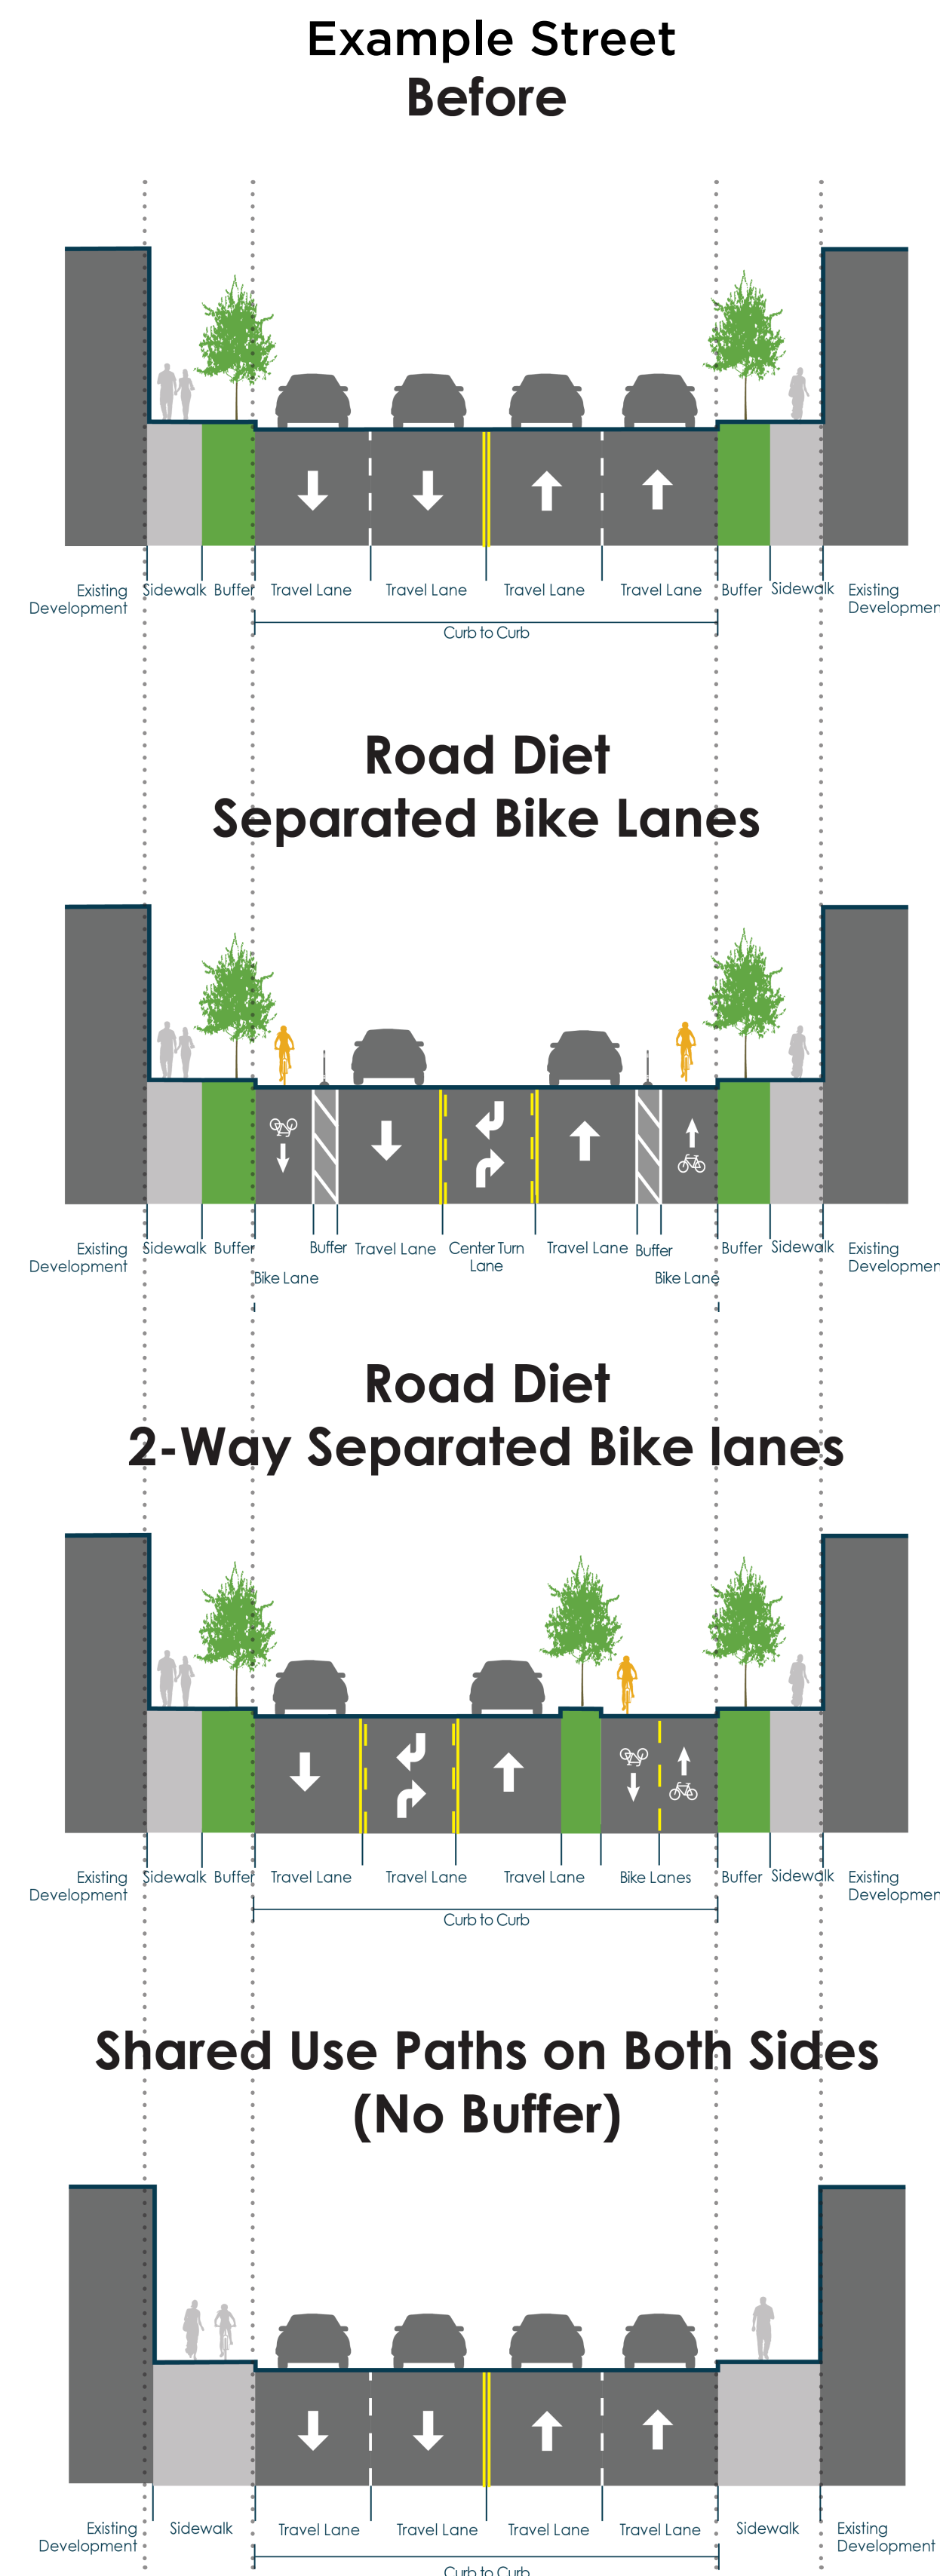 Example Street
Before
Existing Development Sidewalk Buffer Travel Lane Travel Lane Travel Lane Travel Lane Buffer Sidewalk Existing Developmen
Curb to Curb
Road Diet
Separated Bike Lanes
Existing Development Sidewalk Buffer Bike Lane Buffer Travel Lane Center Turn Lane Travel Lane Buffer Bike Lane Buffer Sidewalk Existing Developmen
Road Diet
2-Way Separated Bike lanes
Existing Development Sidewalk Buffer Travel Lane Travel Lane Travel Lane Bike Lanes Buffer Sidewalk Existing Developmen
Curb to Curb
Shared Use Paths on Both Sides
(No Buffer)
Existing Development Sidewalk Travel Lane Travel Lane Travel Lane Travel Lane Sidewalk Existing Development
Curb to Curb